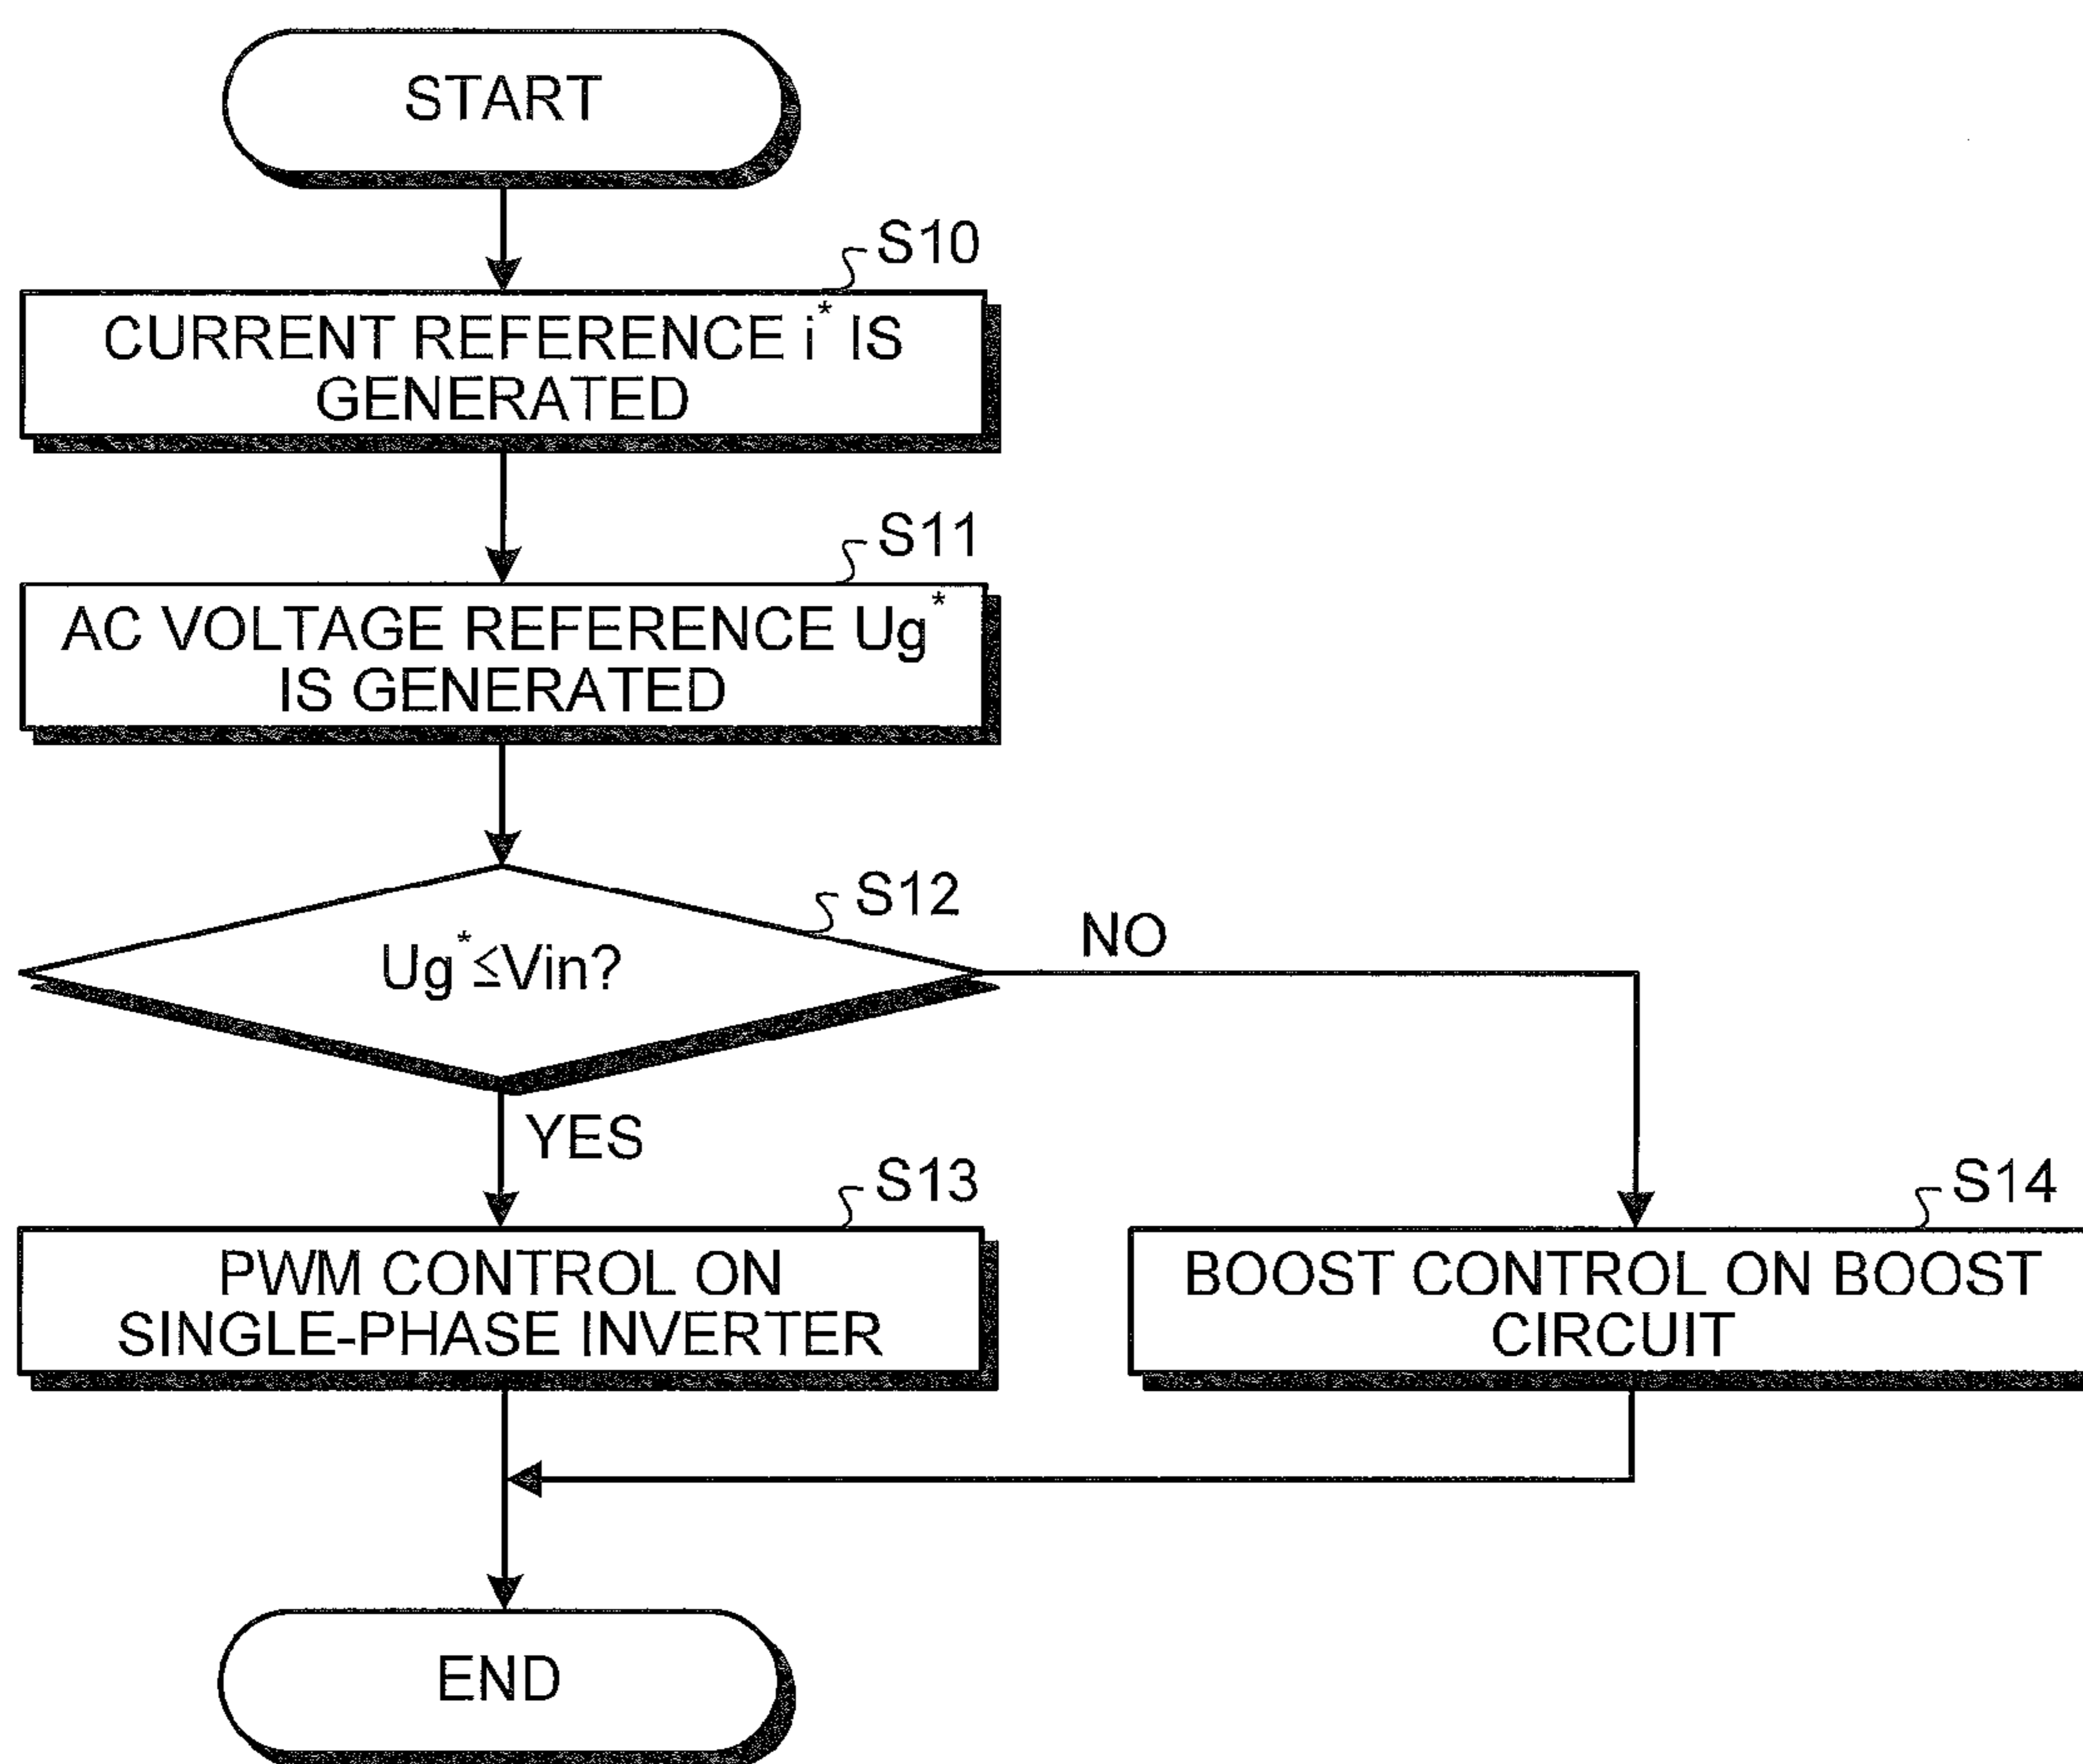 START
S10
CURRENT REFERENCE i* IS
GENERATED
S11
AC VOLTAGE REFERENCE Ug*
IS GENERATED
S12
Ug*≤Vin?
NO
YES
S13
PWM CONTROL ON
SINGLE-PHASE INVERTER
S14
BOOST CONTROL ON BOOST
CIRCUIT
END